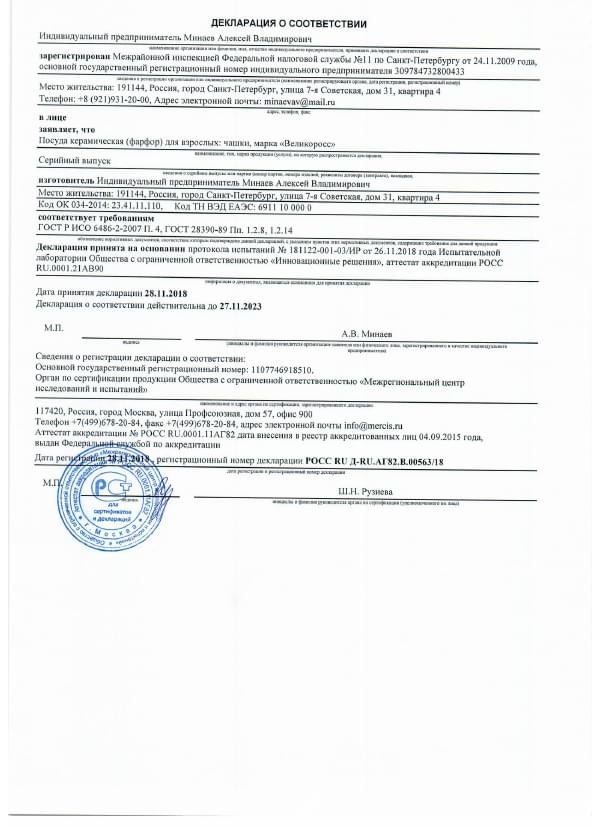 ДЕКЛАРАЦИЯ О СООТВЕТСТВИИ
Индивидуальный предприниматель Минаев Алексей Владимирович
наименование организации или фамилия, имя, отчество индивидуального предпринимателя, принявших декларацию о соответствии
зарегистрирован Межрайонной инспекцией Федеральной налоговой службы №11 по Санкт-Петербургу от 24.11.2009 года,
основной государственный регистрационный номер индивидуального предпринимателя 309784732800433
сведения о регистрации организации или индивидуального предпринимателя (наименование регистрирующего органа, дата регистрации, регистрационный номер)
Место жительства: 191144, Россия, город Санкт-Петербург, улица 7-я Советская, дом 31, квартира 4
Телефон: +8 (921)931-20-00, Адрес электронной почты: minaevav@mail.ru
адрес, телефон, факс
в лице
заявляет, что
Посуда керамическая (фарфор) для взрослых: чашки, марка «Великоросс»
наименование, тип, марка продукции (услуги), на которую распространяется декларация,
Серийный выпуск
сведения о серийном выпуске или партии (номер партии, номера изделий, реквизиты договора (контракта), накладная,
изготовитель Индивидуальный предприниматель Минаев Алексей Владимирович
Место жительства: 191144, Россия, город Санкт-Петербург, улица 7-я Советская, дом 31, квартира 4
Код ОК 034-2014: 23.41.11.110, Код ТН ВЭД ЕАЭС: 6911 10 000 0
соответствует требованиям
ГОСТ Р ИСО 6486-2-2007 П. 4, ГОСТ 28390-89 Пп. 1.2.8, 1.2.14
обозначение нормативных документов, соответствие которым подтверждено данной декларацией, с указанием пунктов этих нормативных документов, содержащих требования для данной продукции
Декларация принята на основании протокола испытаний № 181122-001-03/ИР от 26.11.2018 года Испытательной
лаборатории Общества с ограниченной ответственностью «Инновационные решения», аттестат аккредитации РОСС
RU.0001.21АВ90
информация о документах, являющихся основанием для принятия декларации
Дата принятия декларации 28.11.2018
Декларация о соответствии действительна до 27.11.2023
М.П.
А.В. Минаев
подпись
(инициалы и фамилия руководителя организации-заявителя или физического лица, зарегистрированного в качестве индивидуального
предпринимателя)
Сведения о регистрации декларации о соответствии:
Основной государственный регистрационный номер: 1107746918510.
Орган по сертификации продукции Общества с ограниченной ответственностью «Межрегиональный центр
исследований и испытаний»
наименование и адрес органа по сертификации, зарегистрировавшего декларацию
117420, Россия, город Москва, улица Профсоюзная, дом 57, офис 900
Телефон +7(499)678-20-84, факс +7(499)678-20-84, адрес электронной почты info@mercis.ru
Аттестат аккредитации № РОСС RU.0001.11АГ82 дата внесения в реестр аккредитованных лиц 04.09.2015 года,
выдан Федеральной службой по аккредитации
Дата регистрации 28.11.2018 , регистрационный номер декларации РОСС RU Д-RU.АГ82.В.00563/18
дата регистрации и регистрационный номер декларации
М.П.
Ш.Н. Рузиева
подпись
инициалы и фамилия руководителя органа по сертификации (уполномоченного им лица)
для
сертификатов
и деклараций
г. Москва